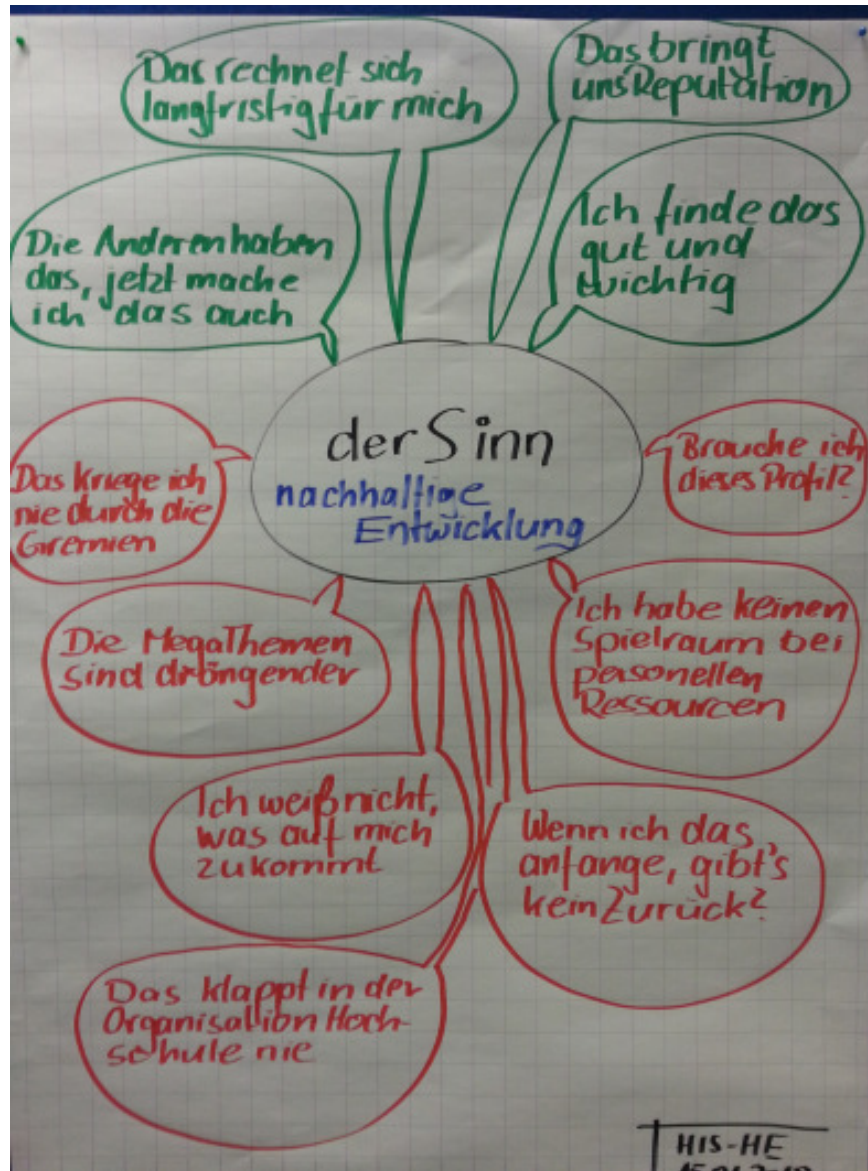 Das rechnet sich
langfristig für mich
Das bringt
uns Reputation
Die Anderen haben
das, jetzt mache
ich das auch
Ich finde das
gut und
wichtig
der Sinn
nachhaltige
Entwicklung
Das kriege ich
nie durch die
Gremien
Brauche ich
dieses Profil?
Die MegaThemen
sind drängender
Ich habe keinen
Spielraum bei
personellen
Ressourcen
Ich weiß nicht,
was auf mich
zukommt
Wenn ich das
anfange, gibt's
kein Zurück?
Das klappt in der
Organisation Hoch-
schule nie
HIS-HE